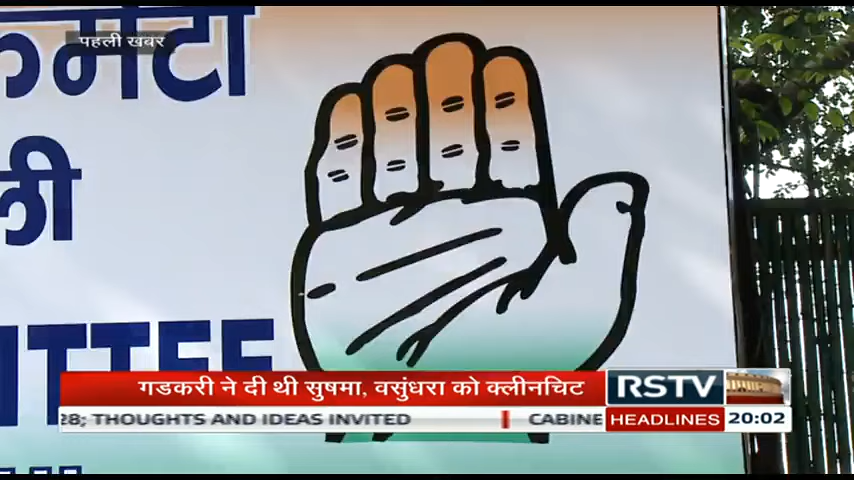 पहली खबर
कमेटी
ली
ITTEE
गडकरी ने दी थी सुषमा, वसुंधरा को क्लीनचिट
RSTV
28; THOUGHTS AND IDEAS INVITED
CABINE
HEADLINES
20:02